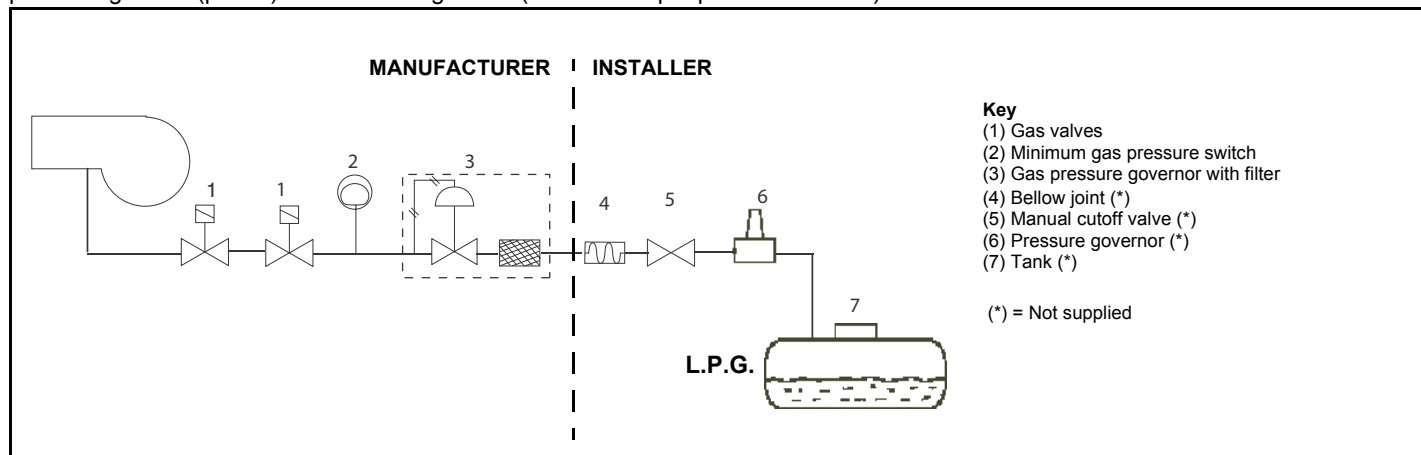 MANUFACTURER INSTALLER
Key
(1) Gas valves
(2) Minimum gas pressure switch
(3) Gas pressure governor with filter
(4) Bellow joint (*)
(5) Manual cutoff valve (*)
(6) Pressure governor (*)
(7) Tank (*)
(*) = Not supplied
1 1 2 3 4 5 6
7
L.P.G.